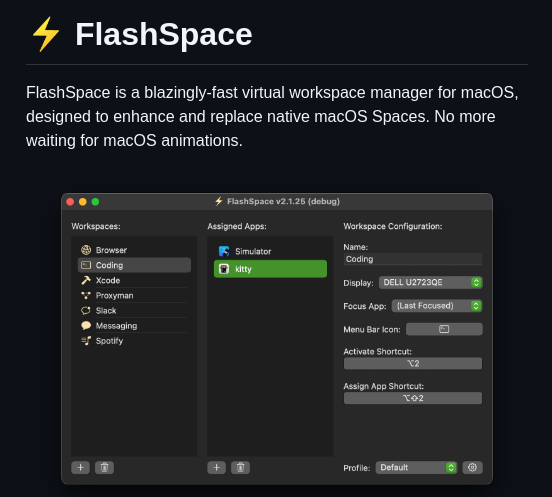 ⚡ FlashSpace
FlashSpace is a blazingly-fast virtual workspace manager for macOS,
designed to enhance and replace native macOS Spaces. No more
waiting for macOS animations.
⚡ FlashSpace v2.1.25 (debug)
Workspaces:
Browser
Coding
Xcode
Proxyman
Slack
Messaging
Spotify
Assigned Apps:
Simulator
kitty
Workspace Configuration:
Name:
Coding
Display: DELL U2723QE
Focus App: (Last Focused)
Menu Bar Icon:
Activate Shortcut:
⌥2
Assign App Shortcut:
⌥⇧2
Profile: Default